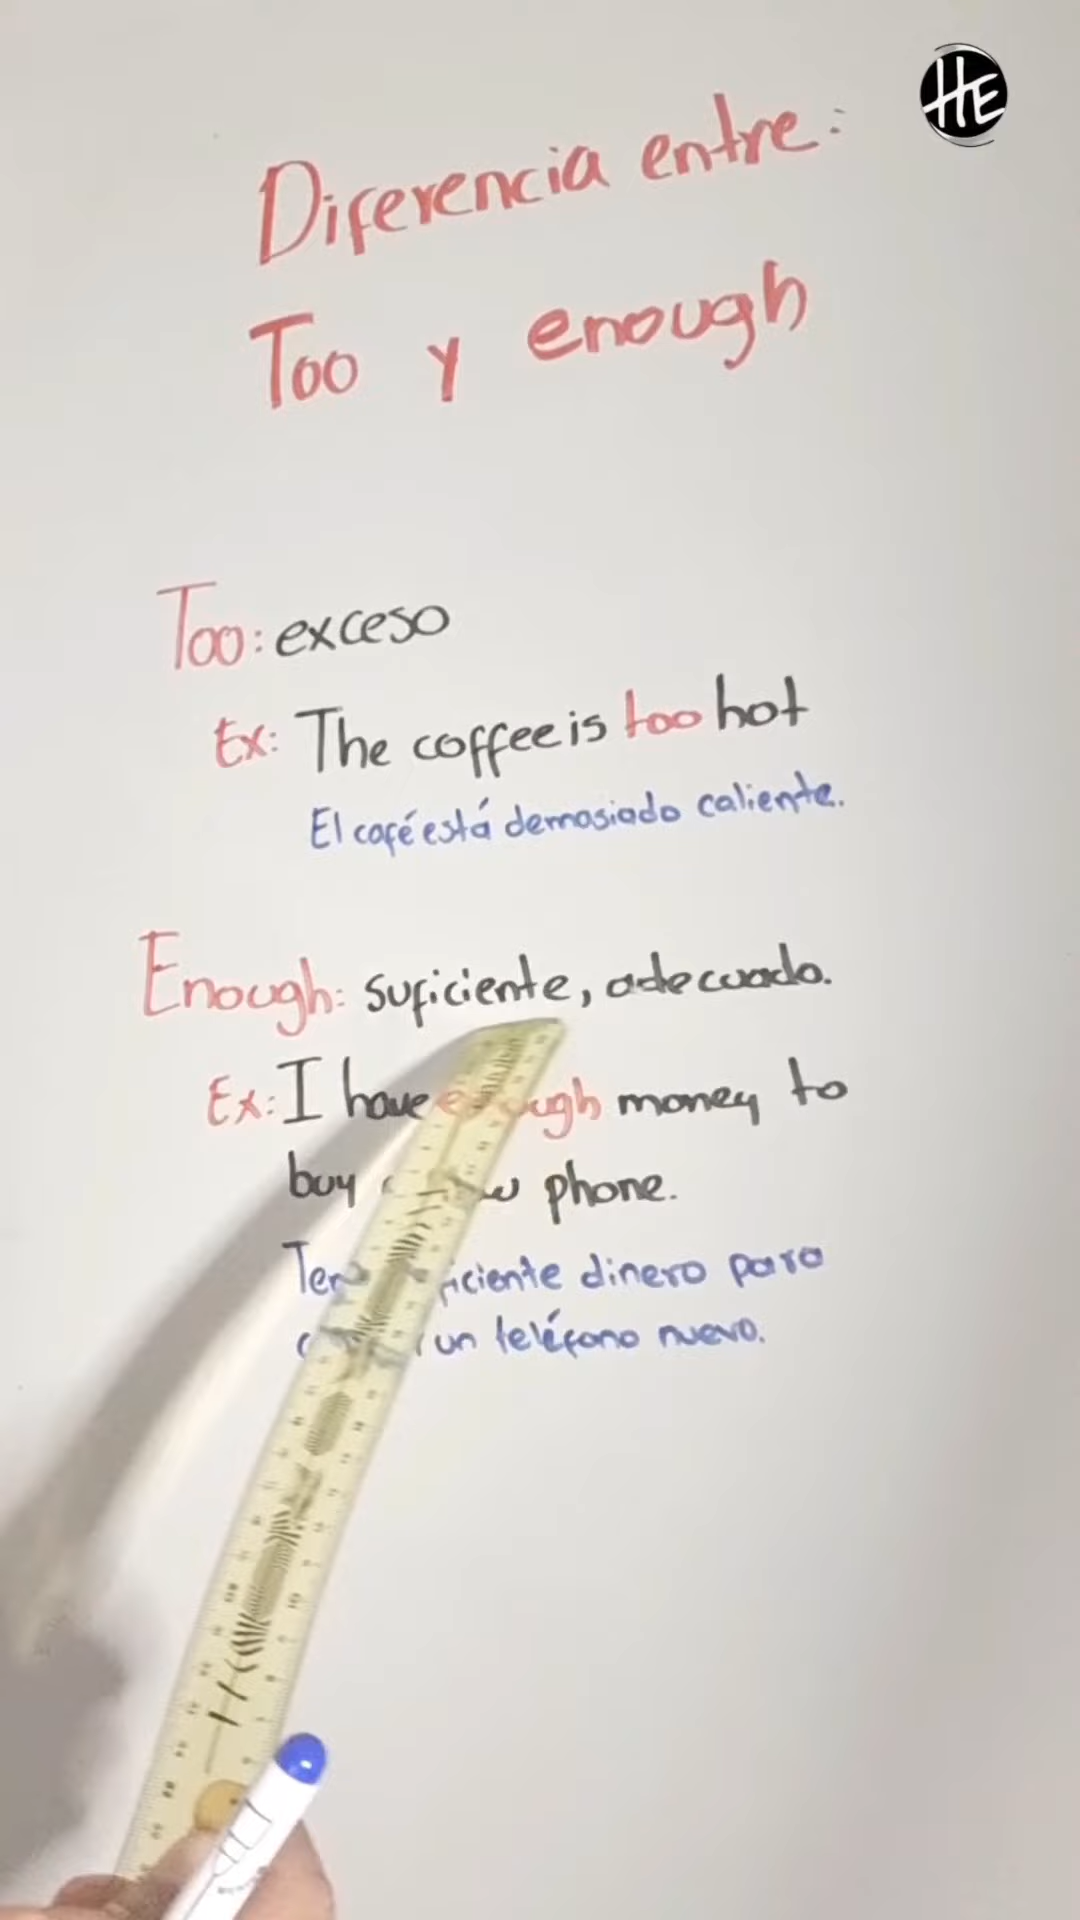 HE
Diferencia entre:
Too y enough
Too: exceso
Ex: The coffee is too hot
El café está demasiado caliente.
Enough: suficiente, adecuado.
Ex: I have enough money to
buy phone.
dinero para
un teléfono nuevo.